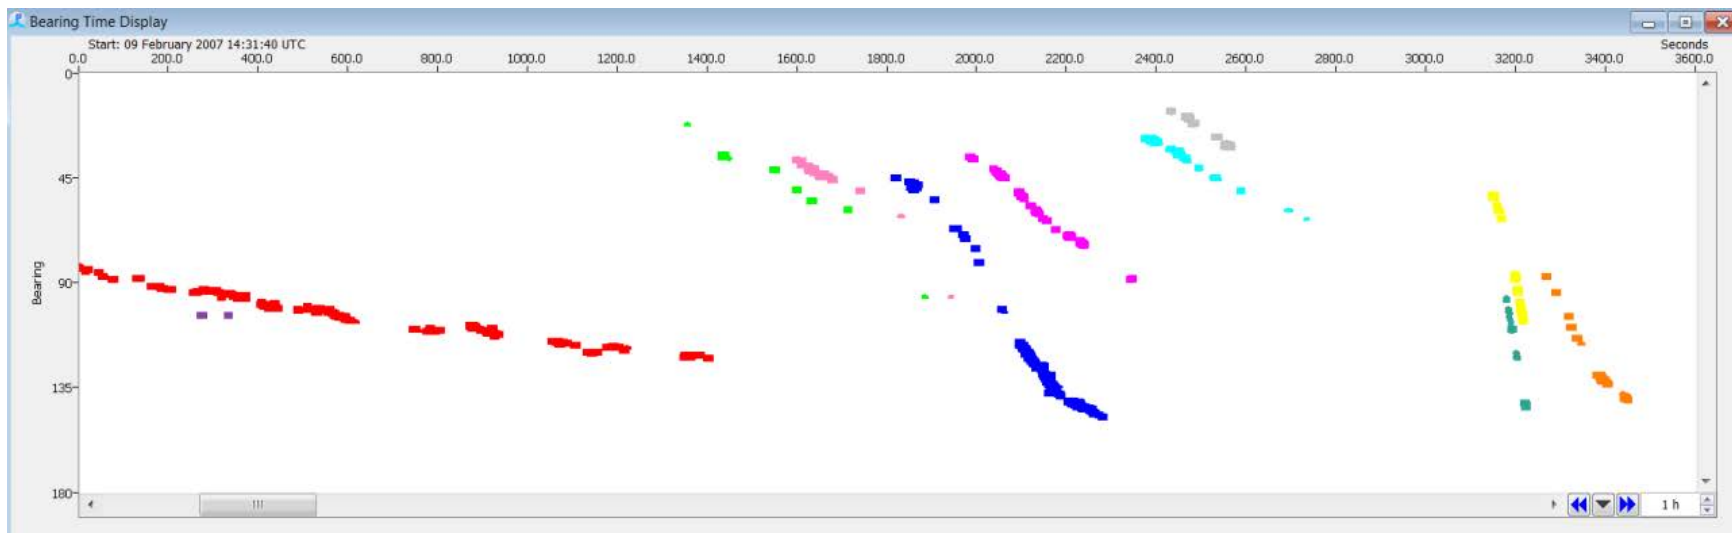 Bearing Time Display
Start: 09 February 2007 14:31:40 UTC
Seconds
0.0 200.0 400.0 600.0 800.0 1000.0 1200.0 1400.0 1600.0 1800.0 2000.0 2200.0 2400.0 2600.0 2800.0 3000.0 3200.0 3400.0 3600.0
0
45
90
135
180
Bearing
1 h